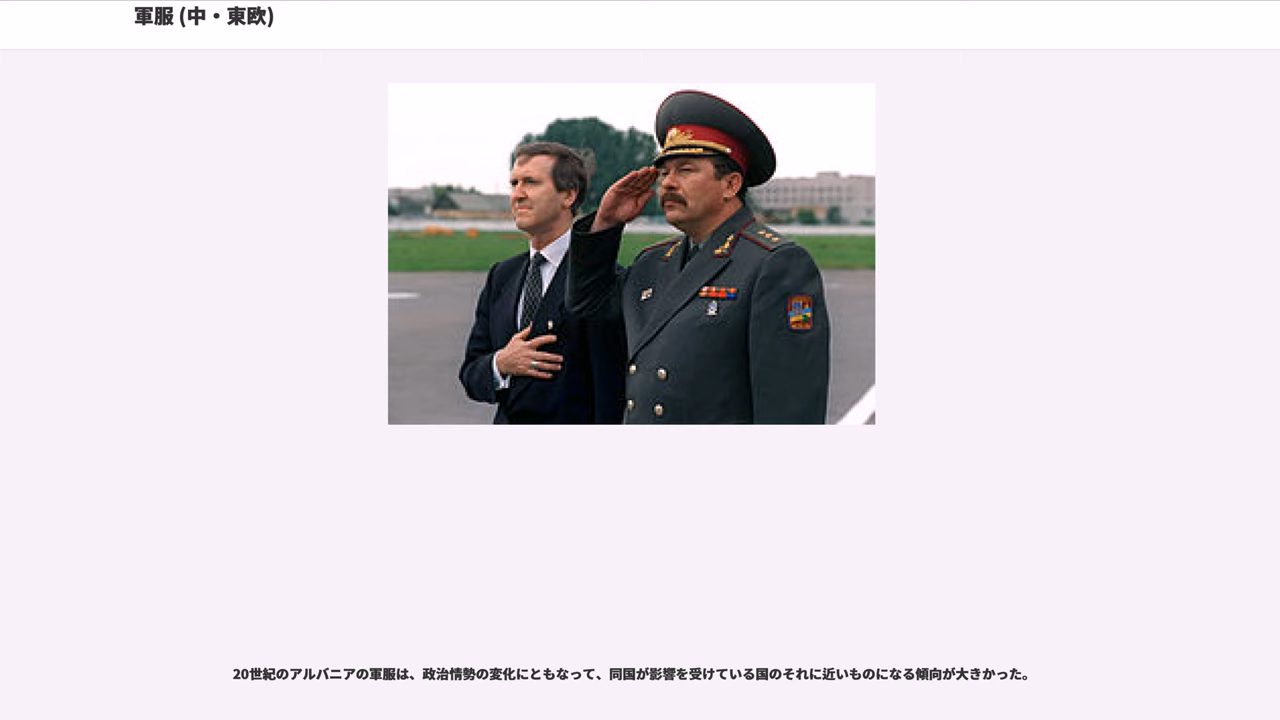 軍服 (中・東欧)
20世紀のアルバニアの軍服は、政治情勢の変化にともなって、同国が影響を受けている国のそれに近いものになる傾向が大きかった。